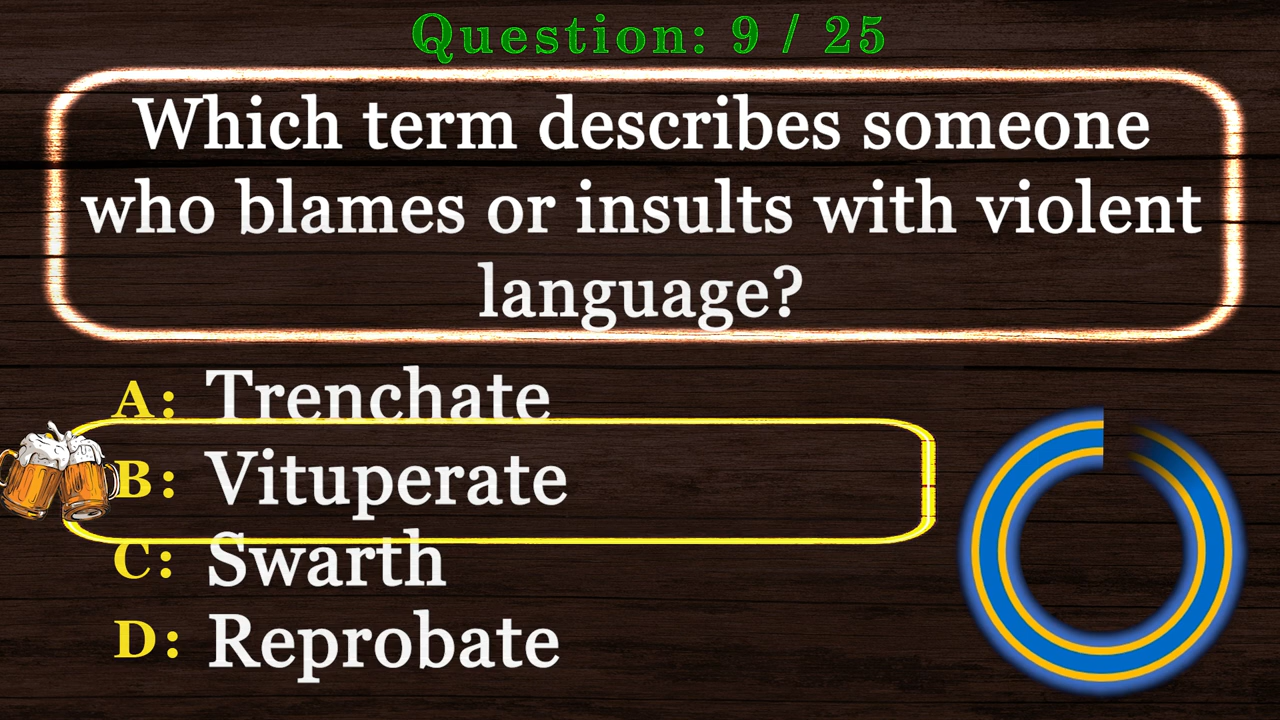 Question: 9 / 25
Which term describes someone
who blames or insults with violent
language?
A: Trenchate
B: Vituperate
C: Swarth
D: Reprobate